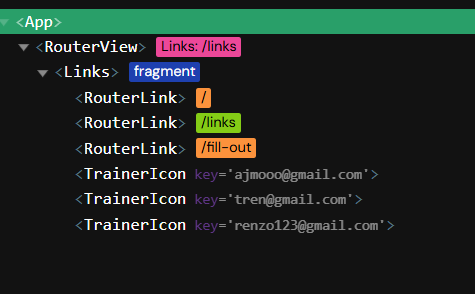 <App>
<RouterView> Links: /links
<Links> fragment
<RouterLink> /
<RouterLink> /links
<RouterLink> /fill-out
<TrainerIcon key='ajmooo@gmail.com'>
<TrainerIcon key='tren@gmail.com'>
<TrainerIcon key='renzo123@gmail.com'>